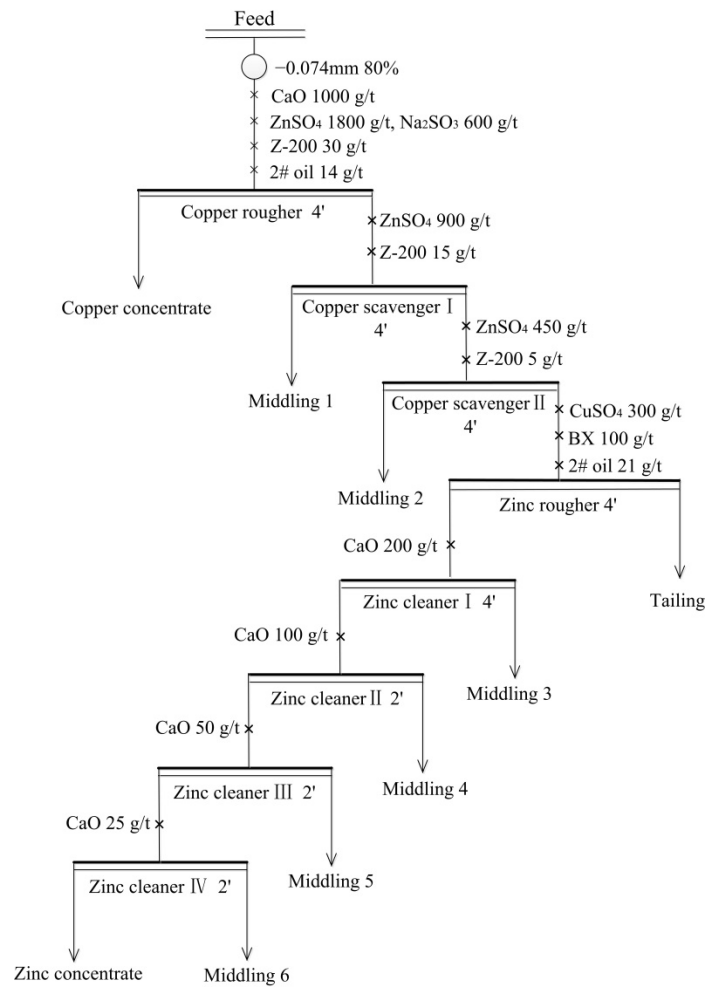 Feed
−0.074mm 80%
CaO 1000 g/t
ZnSO₄ 1800 g/t, Na₂SO₃ 600 g/t
Z-200 30 g/t
2# oil 14 g/t
Copper rougher 4'
ZnSO₄ 900 g/t
Z-200 15 g/t
Copper concentrate
Copper scavenger Ⅰ
4'
ZnSO₄ 450 g/t
Z-200 5 g/t
Middling 1
Copper scavenger Ⅱ
4'
CuSO₄ 300 g/t
BX 100 g/t
2# oil 21 g/t
Middling 2
Zinc rougher 4'
CaO 200 g/t
Tailing
Zinc cleaner Ⅰ 4'
CaO 100 g/t
Middling 3
Zinc cleaner Ⅱ 2'
CaO 50 g/t
Middling 4
Zinc cleaner Ⅲ 2'
CaO 25 g/t
Middling 5
Zinc cleaner Ⅳ 2'
Zinc concentrate
Middling 6